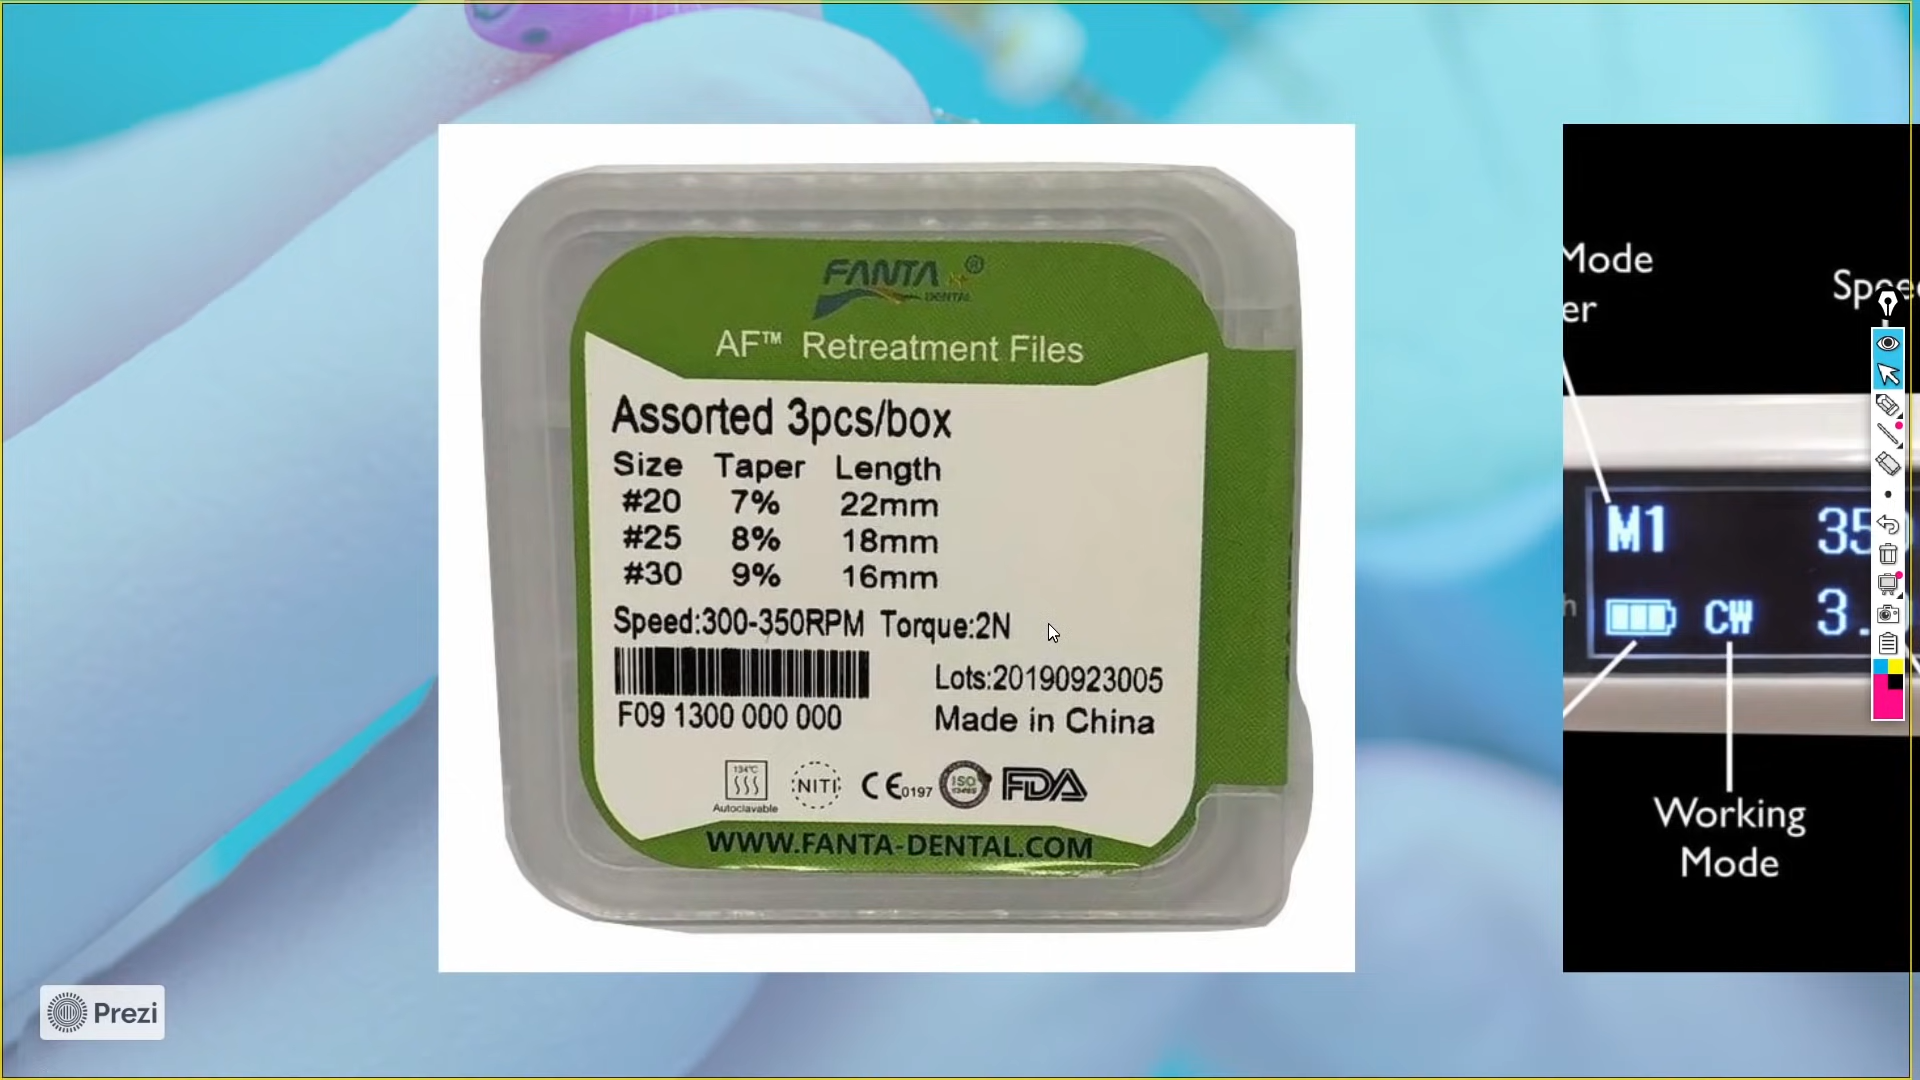 FANTA ®
DENTAL
AF™ Retreatment Files
Assorted 3pcs/box
Size Taper Length
#20 7% 22mm
#25 8% 18mm
#30 9% 16mm
Speed:300-350RPM Torque:2N
Lots:20190923005
F09 1300 000 000
Made in China
134°C
Autoclavable
NITI
CE 0197
ISO
13485
FDA
WWW.FANTA-DENTAL.COM
Mode
er
M1
CW
3.
Working
Mode
Prezi